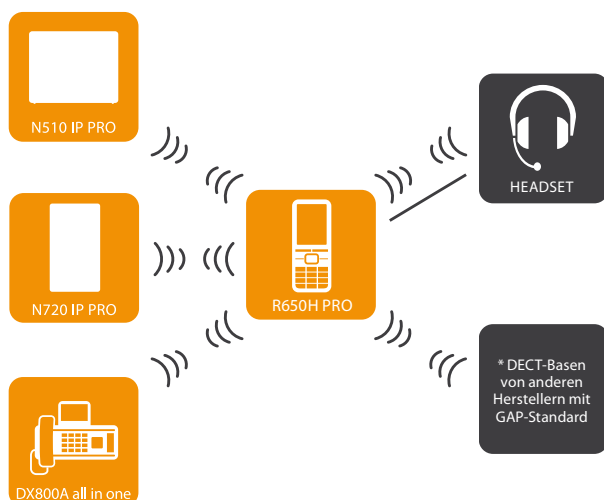 N510 IP PRO
HEADSET
N720 IP PRO
R650H PRO
* DECT-Basen
von anderen
Herstellern mit
GAP-Standard
DX800A all in one